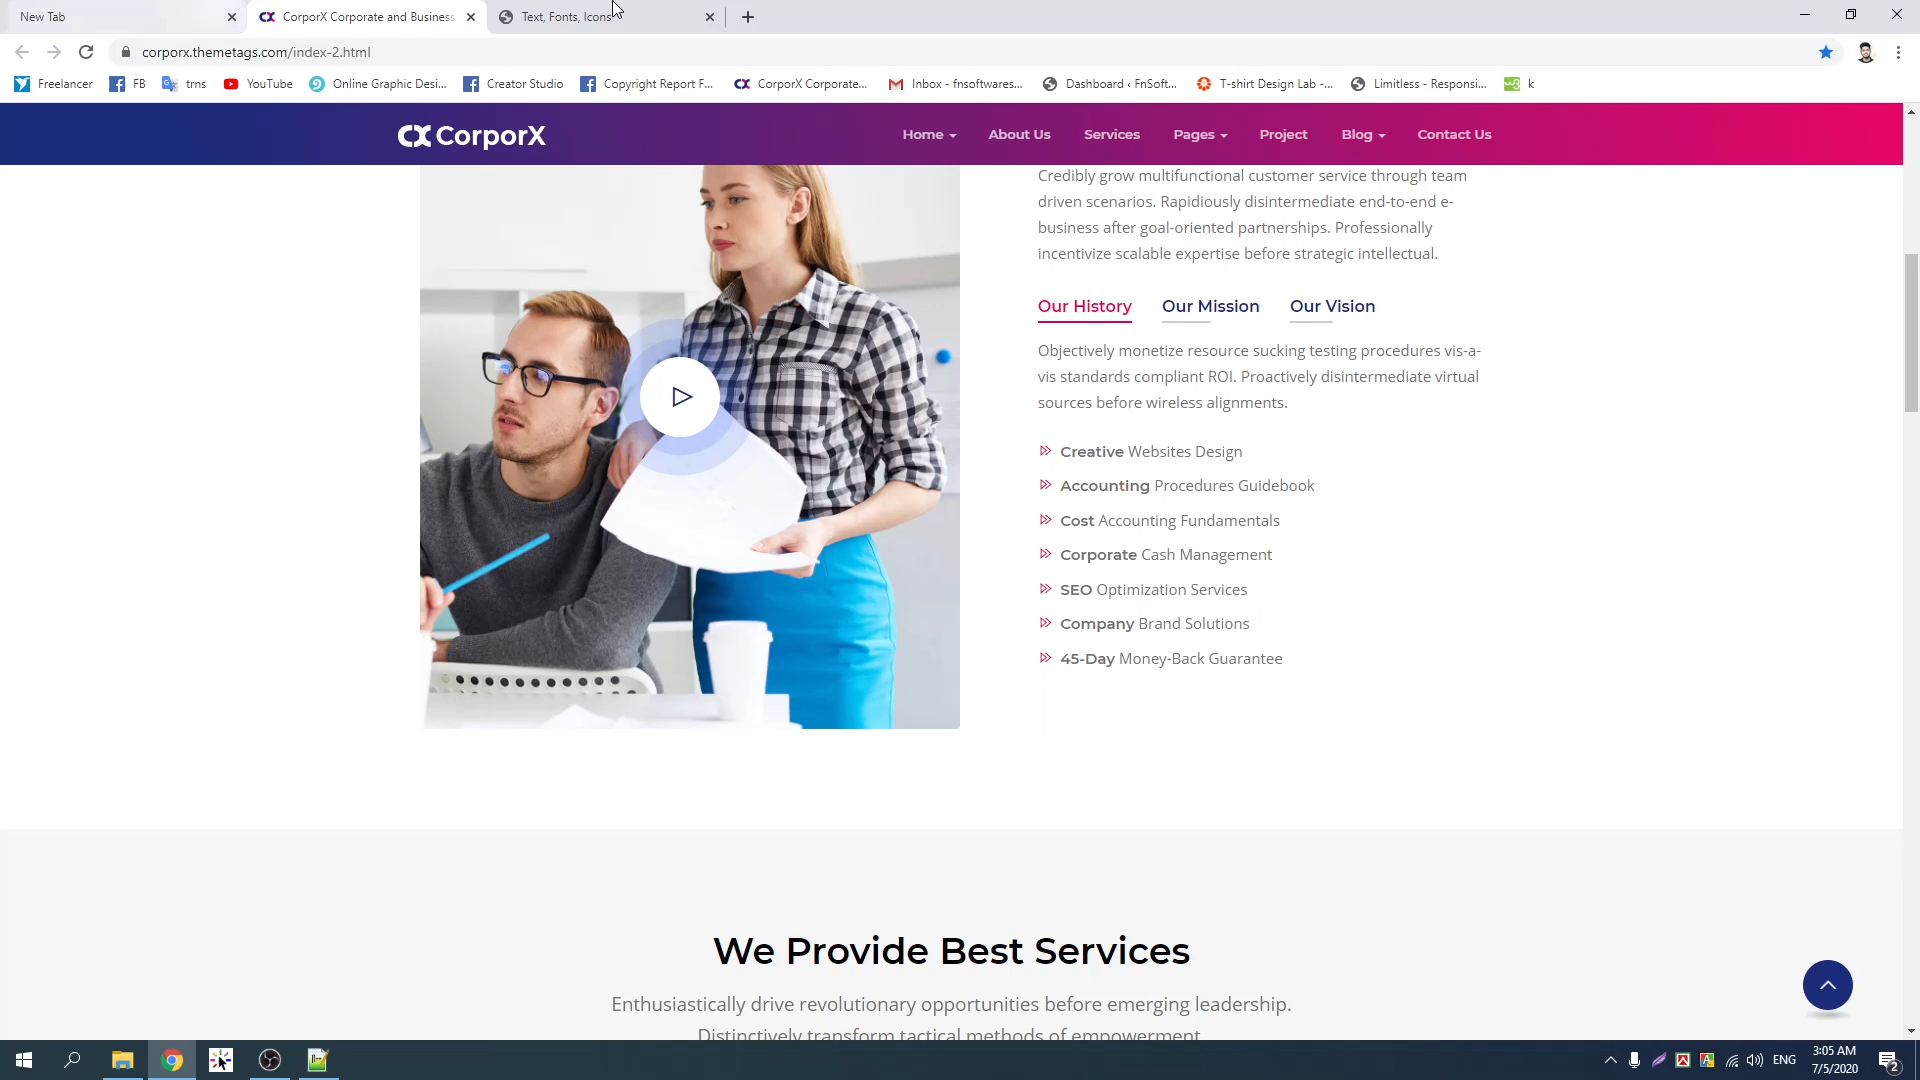 New Tab
CorporX Corporate and Business
Text, Fonts, Icons
corporx.themetags.com/index-2.html
Freelancer
FB
trns
YouTube
Online Graphic Desi...
Creator Studio
Copyright Report F...
CX
CorporX Corporate...
Inbox - fnsoftwares...
Dashboard ‹ FnSoft...
T-shirt Design Lab -...
Limitless - Responsi...
k
CorporX
Home
About Us
Services
Pages
Project
Blog
Contact Us
Credibly grow multifunctional customer service through team
driven scenarios. Rapidiously disintermediate end-to-end e-
business after goal-oriented partnerships. Professionally
incentivize scalable expertise before strategic intellectual.
Our History
Our Mission
Our Vision
Objectively monetize resource sucking testing procedures vis-a-
vis standards compliant ROI. Proactively disintermediate virtual
sources before wireless alignments.
Creative Websites Design
Accounting Procedures Guidebook
Cost Accounting Fundamentals
Corporate Cash Management
SEO Optimization Services
Company Brand Solutions
45-Day Money-Back Guarantee
We Provide Best Services
Enthusiastically drive revolutionary opportunities before emerging leadership.
Distinctively transform tactical methods of empowerment
ENG
3:05 AM
7/5/2020
2